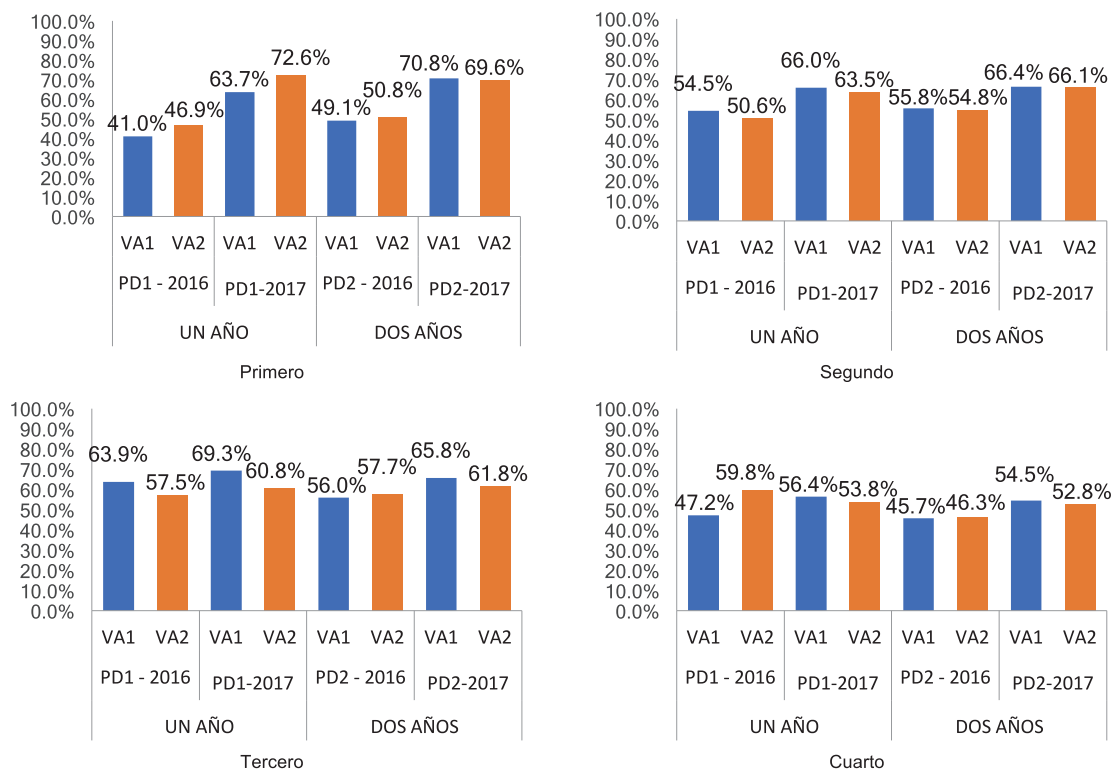 100.0%
90.0%
80.0%
70.0%
60.0%
50.0%
40.0%
30.0%
20.0%
10.0%
0.0%
41.0% 46.9% 63.7% 72.6% 49.1% 50.8% 70.8% 69.6%
VA1 VA2 VA1 VA2 VA1 VA2 VA1 VA2
PD1 - 2016 PD1-2017 PD2 - 2016 PD2-2017
UN AÑO DOS AÑOS
Primero
100.0%
90.0%
80.0%
70.0%
60.0%
50.0%
40.0%
30.0%
20.0%
10.0%
0.0%
54.5% 50.6% 66.0% 63.5% 55.8% 54.8% 66.4% 66.1%
VA1 VA2 VA1 VA2 VA1 VA2 VA1 VA2
PD1 - 2016 PD1-2017 PD2 - 2016 PD2-2017
UN AÑO DOS AÑOS
Segundo
100.0%
90.0%
80.0%
70.0%
60.0%
50.0%
40.0%
30.0%
20.0%
10.0%
0.0%
63.9% 57.5% 69.3% 60.8% 56.0% 57.7% 65.8% 61.8%
VA1 VA2 VA1 VA2 VA1 VA2 VA1 VA2
PD1 - 2016 PD1-2017 PD2 - 2016 PD2-2017
UN AÑO DOS AÑOS
Tercero
100.0%
90.0%
80.0%
70.0%
60.0%
50.0%
40.0%
30.0%
20.0%
10.0%
0.0%
47.2% 59.8% 56.4% 53.8% 45.7% 46.3% 54.5% 52.8%
VA1 VA2 VA1 VA2 VA1 VA2 VA1 VA2
PD1 - 2016 PD1-2017 PD2 - 2016 PD2-2017
UN AÑO DOS AÑOS
Cuarto